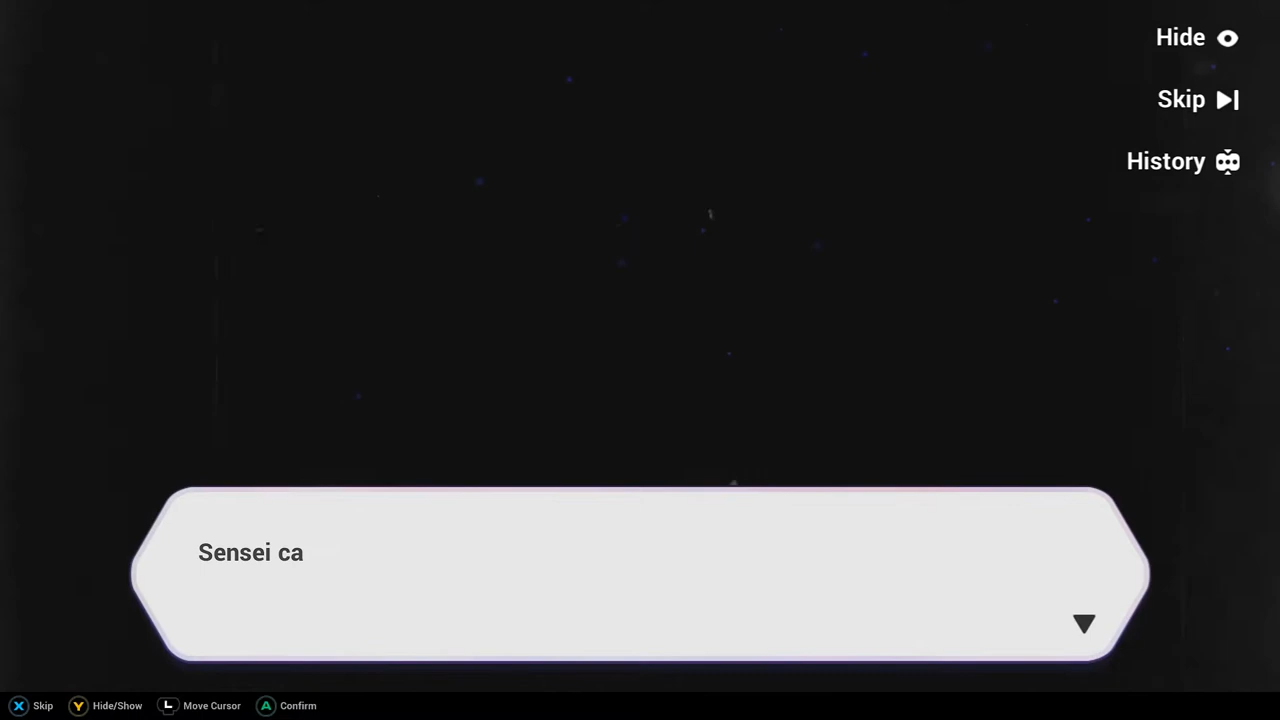 Hide
Skip
History
Sensei ca
X Skip Y Hide/Show L Move Cursor A Confirm